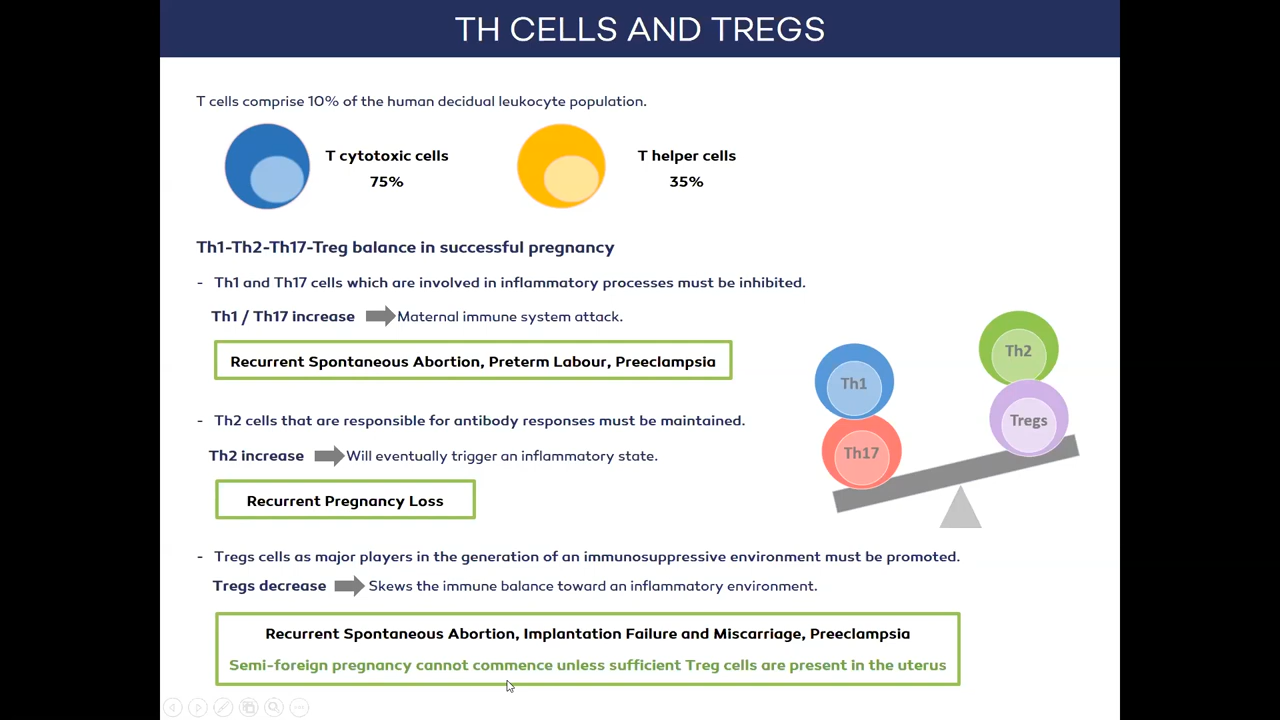 TH CELLS AND TREGS
T cells comprise 10% of the human decidual leukocyte population.
T cytotoxic cells
75%
T helper cells
35%
Th1-Th2-Th17-Treg balance in successful pregnancy
- Th1 and Th17 cells which are involved in inflammatory processes must be inhibited.
Th1 / Th17 increase Maternal immune system attack.
Recurrent Spontaneous Abortion, Preterm Labour, Preeclampsia
- Th2 cells that are responsible for antibody responses must be maintained.
Th2 increase Will eventually trigger an inflammatory state.
Recurrent Pregnancy Loss
- Tregs cells as major players in the generation of an immunosuppressive environment must be promoted.
Tregs decrease Skews the immune balance toward an inflammatory environment.
Recurrent Spontaneous Abortion, Implantation Failure and Miscarriage, Preeclampsia
Semi-foreign pregnancy cannot commence unless sufficient Treg cells are present in the uterus
Th1
Th17
Th2
Tregs